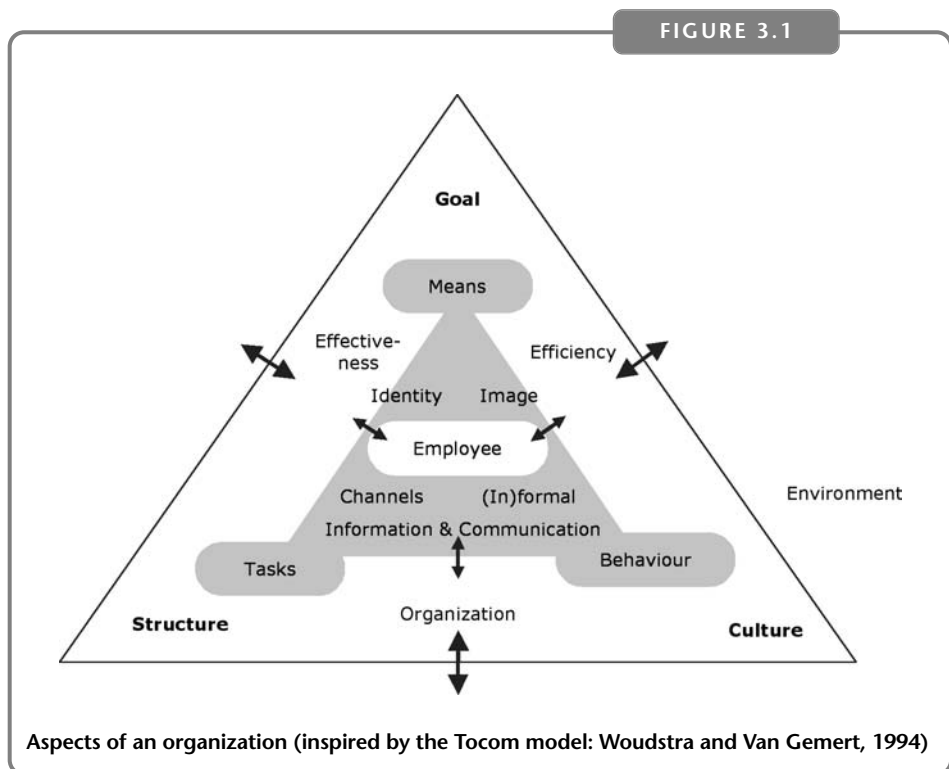 FIGURE 3.1
Goal
Means
Effective-
ness
Efficiency
Identity Image
Employee
Environment
Channels (In)formal
Information & Communication
Tasks
Behaviour
Organization
Structure
Culture
Aspects of an organization (inspired by the Tocom model: Woudstra and Van Gemert, 1994)